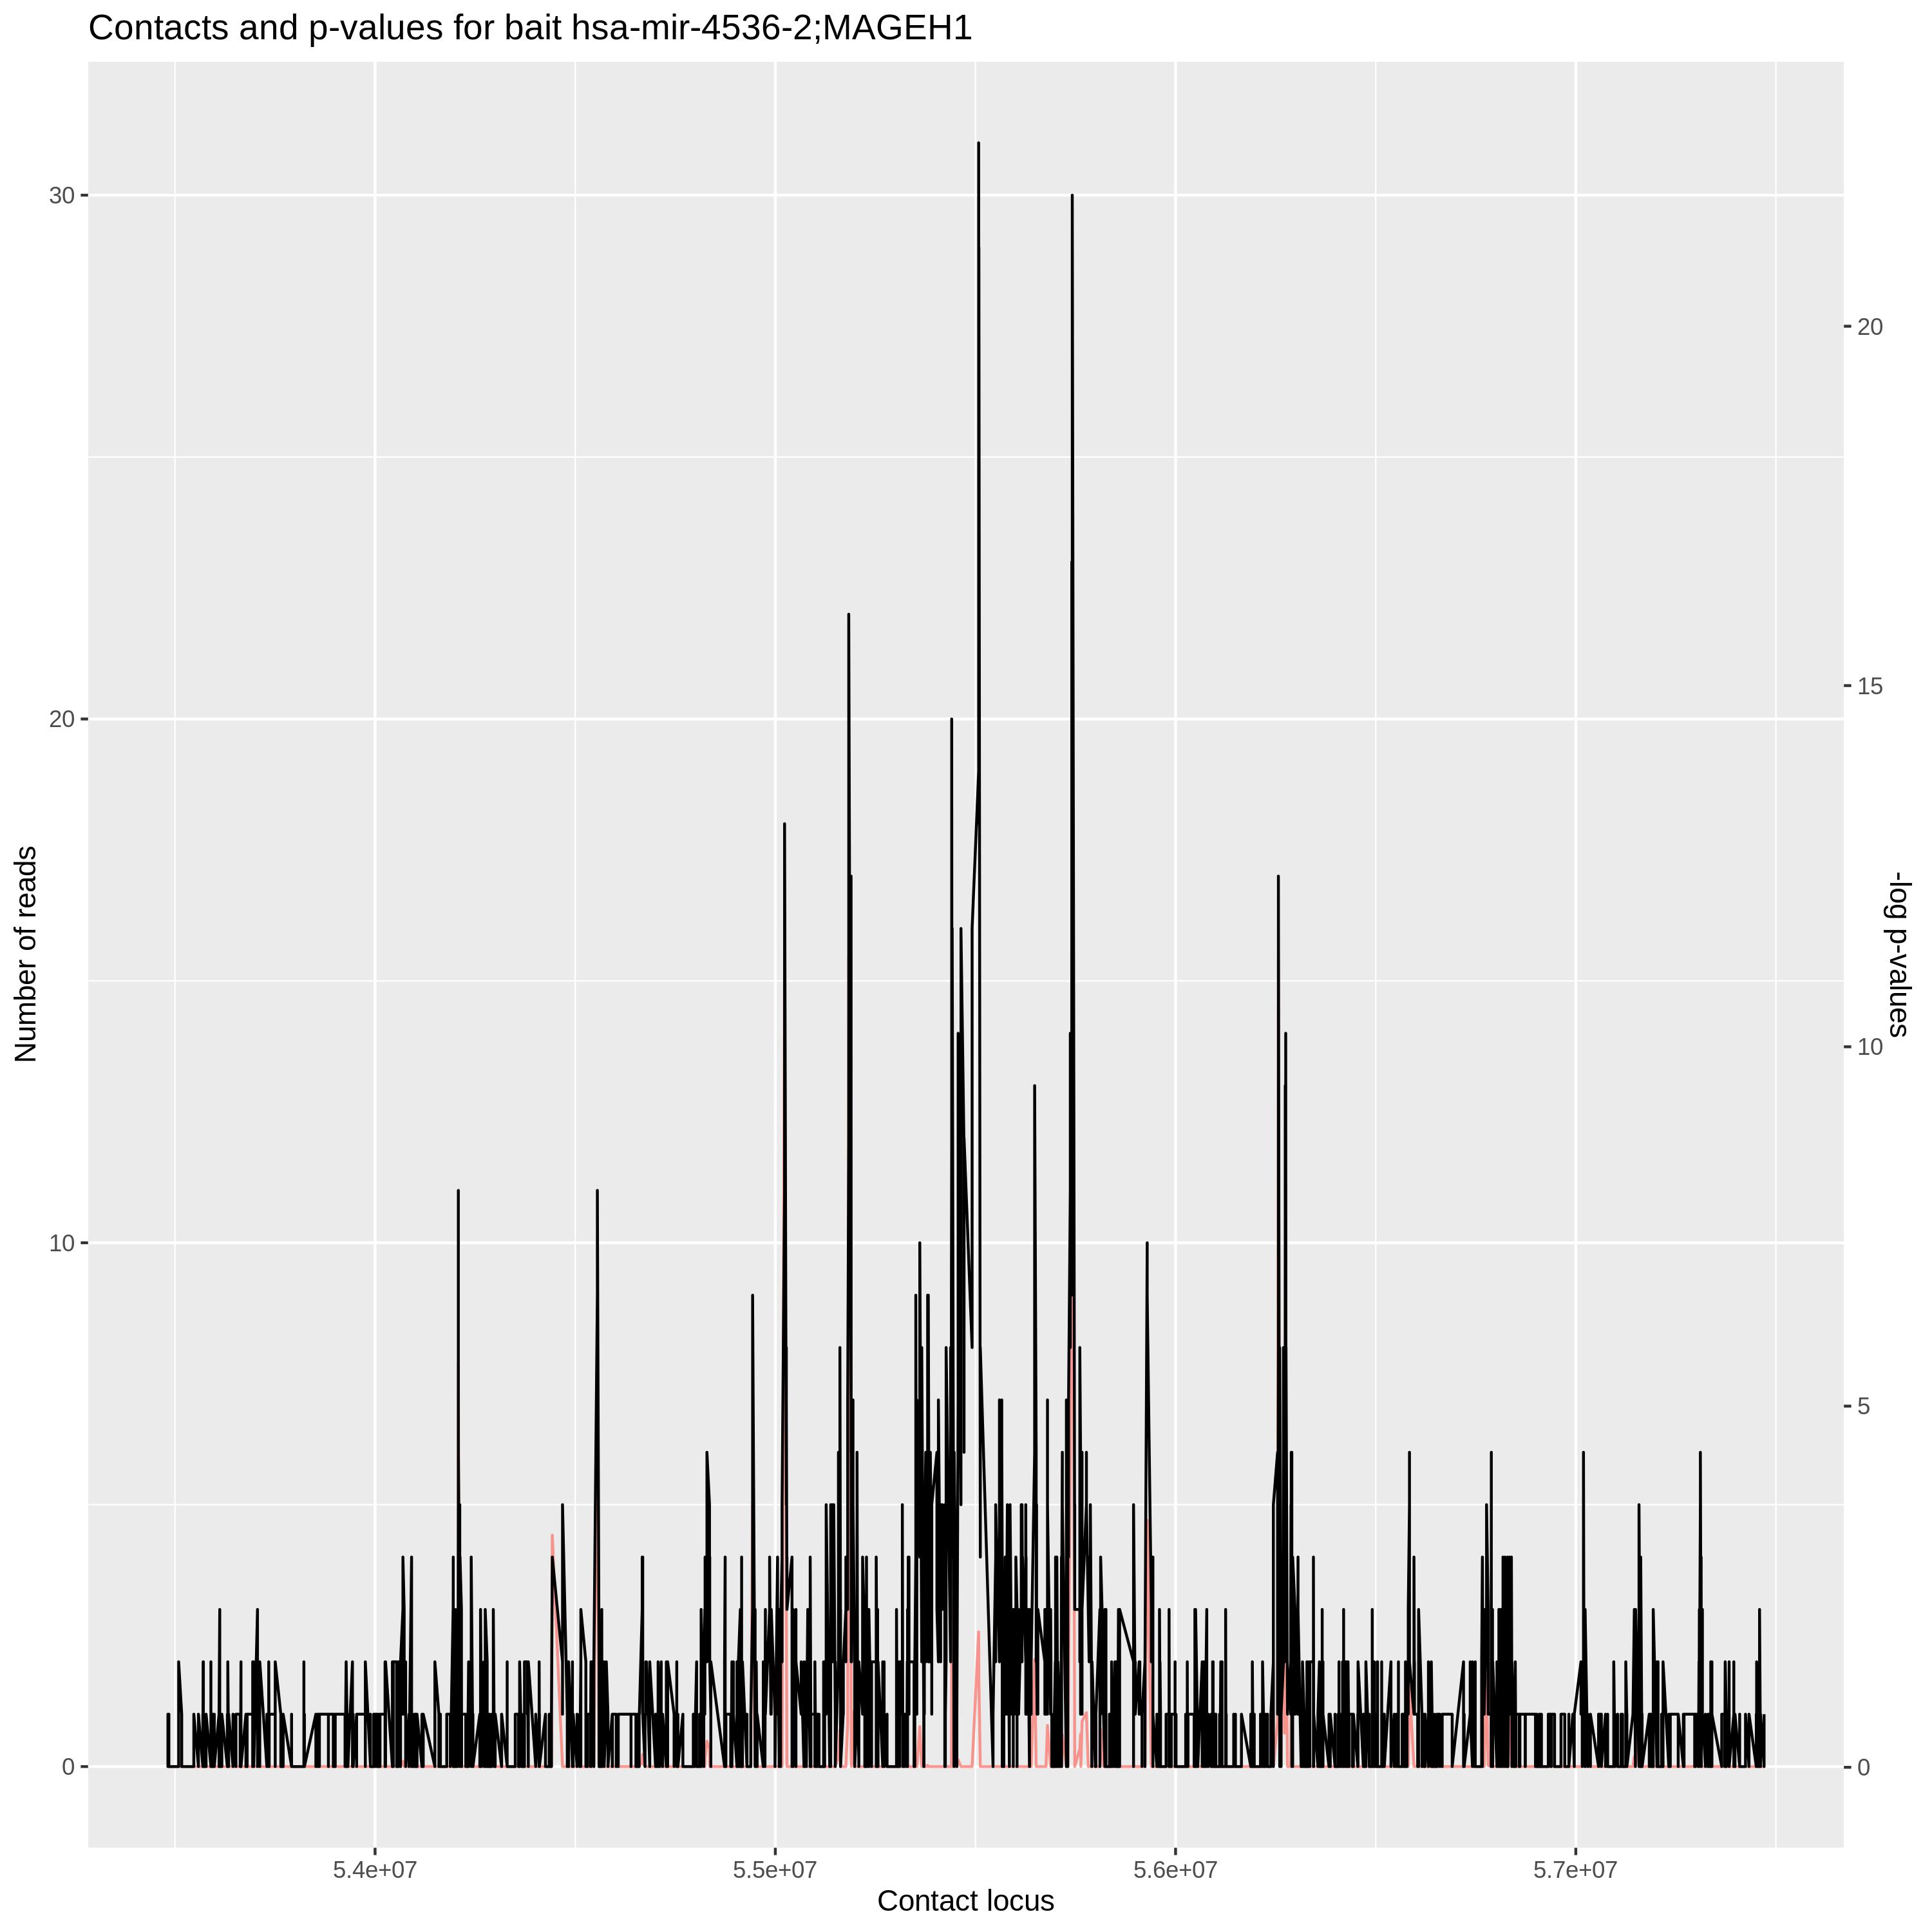 Contacts and p-values for bait hsa-mir-4536-2;MAGEH1
30
20
10
0
Number of reads
20
15
10
5
0
-log p-values
5.4e+07
5.5e+07
5.6e+07
5.7e+07
Contact locus